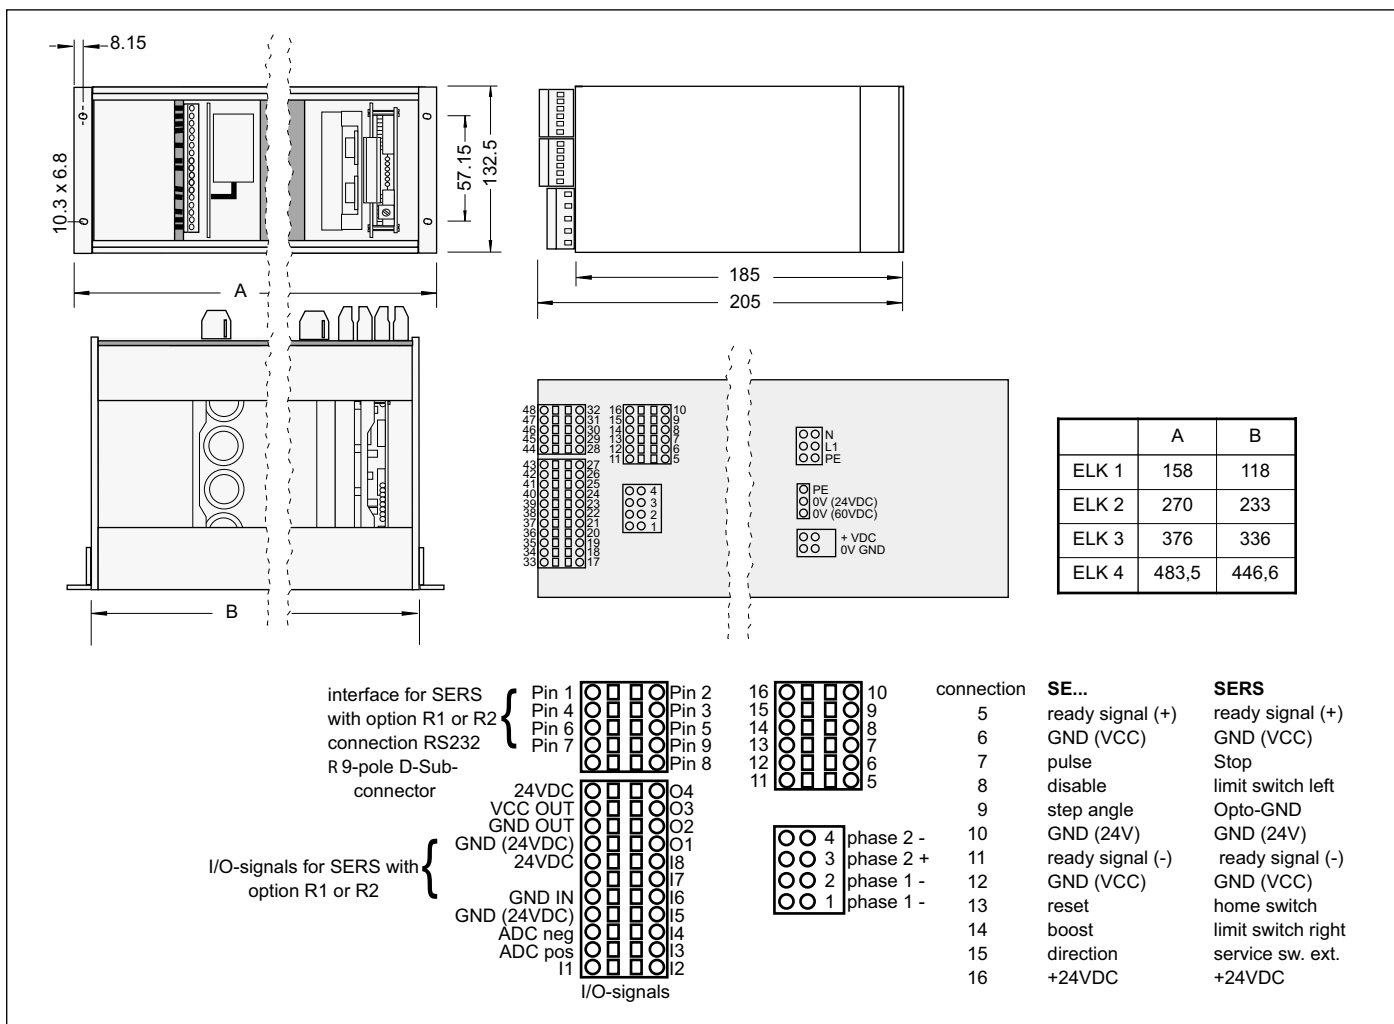 8.15
10.3 x 6.8
57.15
132.5
A
185
205
B
48 32
47 31
46 30
45 29
44 28
43 27
42 26
41 25
40 24
39 23
38 22
37 21
36 20
35 19
34 18
33 17
16 10
15 9
14 8
13 7
12 6
11 5
4
3
2
1
N
L1
PE
PE
0V (24VDC)
0V (60VDC)
+ VDC
0V GND
A B
ELK 1 158 118
ELK 2 270 233
ELK 3 376 336
ELK 4 483,5 446,6
interface for SERS
with option R1 or R2
connection RS232
R 9-pole D-Sub-
connector
Pin 1 Pin 2
Pin 4 Pin 3
Pin 6 Pin 5
Pin 7 Pin 9
Pin 8
I/O-signals for SERS with
option R1 or R2
24VDC O4
VCC OUT O3
GND OUT O2
GND (24VDC) O1
24VDC I8
I7
GND IN I6
GND (24VDC) I5
ADC neg I4
ADC pos I3
I1 I2
I/O-signals
16 10
15 9
14 8
13 7
12 6
11 5
4 phase 2 -
3 phase 2 +
2 phase 1 -
1 phase 1 -
connection SE... SERS
5 ready signal (+) ready signal (+)
6 GND (VCC) GND (VCC)
7 pulse Stop
8 disable limit switch left
9 step angle Opto-GND
10 GND (24V) GND (24V)
11 ready signal (-) ready signal (-)
12 GND (VCC) GND (VCC)
13 reset home switch
14 boost limit switch right
15 direction service sw. ext.
16 +24VDC +24VDC